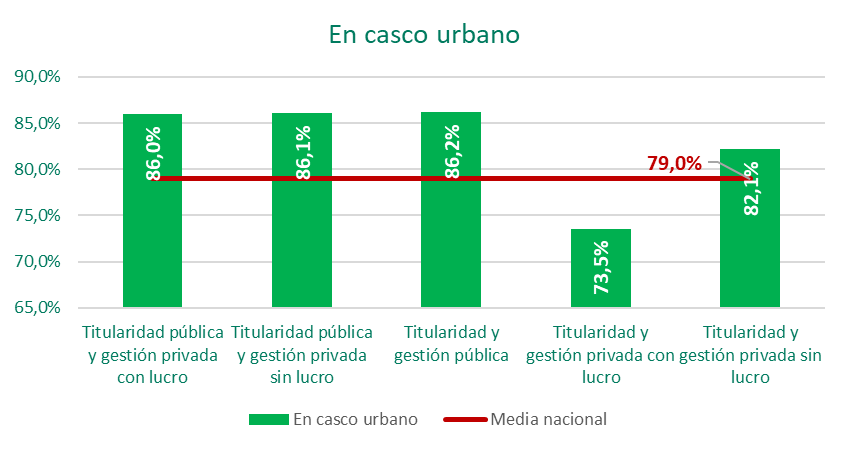 En casco urbano
90,0%
85,0%
80,0%
75,0%
70,0%
65,0%
86,0%
86,1%
86,2%
73,5%
82,1%
79,0%
Titularidad pública
y gestión privada
con lucro
Titularidad pública
y gestión privada
sin lucro
Titularidad y
gestión pública
Titularidad y
gestión privada con
lucro
Titularidad y
gestión privada sin
lucro
En casco urbano
Media nacional